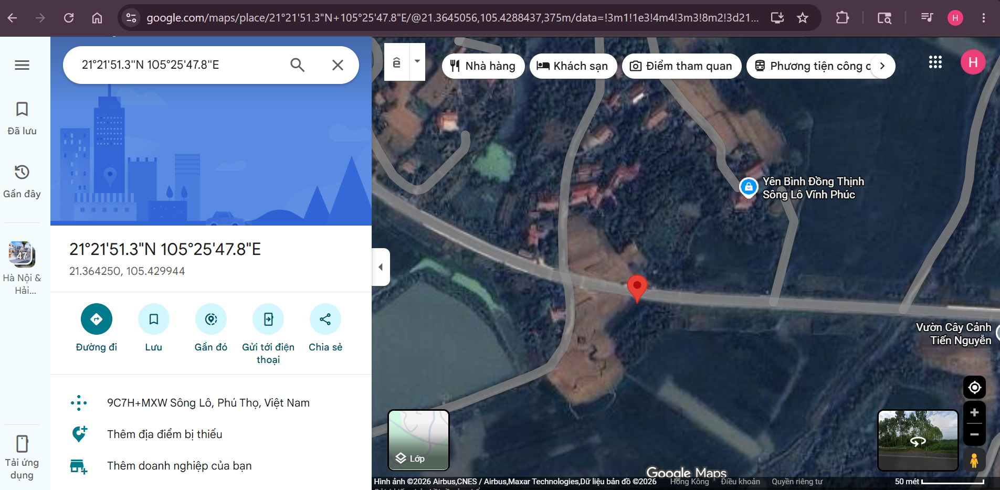 google.com/maps/place/21°21'51.3"N+105°25'47.8"E/@21.3645056,105.4288437,375m/data=!3m1!1e3!4m4!3m3!8m2!3d21...
H
21°21'51.3"N 105°25'47.8"E
ê
Nhà hàng
Khách sạn
Điểm tham quan
Phương tiện công c
H
Đã lưu
Gần đây
47
Hà Nội &
Hải...
Tải ứng
dụng
21°21'51.3"N 105°25'47.8"E
21.364250, 105.429944
Đường đi
Lưu
Gần đó
Gửi tới điện
thoại
Chia sẻ
9C7H+MXW Sông Lô, Phú Thọ, Việt Nam
Thêm địa điểm bị thiếu
Thêm doanh nghiệp của bạn
Yên Bình Đồng Thịnh
Sông Lô Vĩnh Phúc
Vườn Cây Cảnh
Tiến Nguyễn
Lớp
Google Maps
Hình ảnh ©2026 Airbus,CNES / Airbus,Maxar Technologies,Dữ liệu bản đồ ©2026
Hồng Kông
Điều khoản
Quyền riêng tư
50 mét